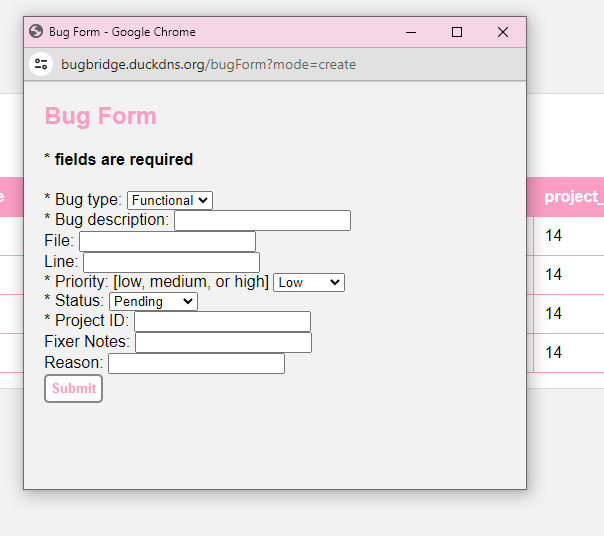 Bug Form - Google Chrome
bugbridge.duckdns.org/bugForm?mode=create
Bug Form
* fields are required
* Bug type: Functional
* Bug description:
File:
Line:
* Priority: [low, medium, or high] Low
* Status: Pending
* Project ID:
Fixer Notes:
Reason:
Submit
project_
14
14
14
14